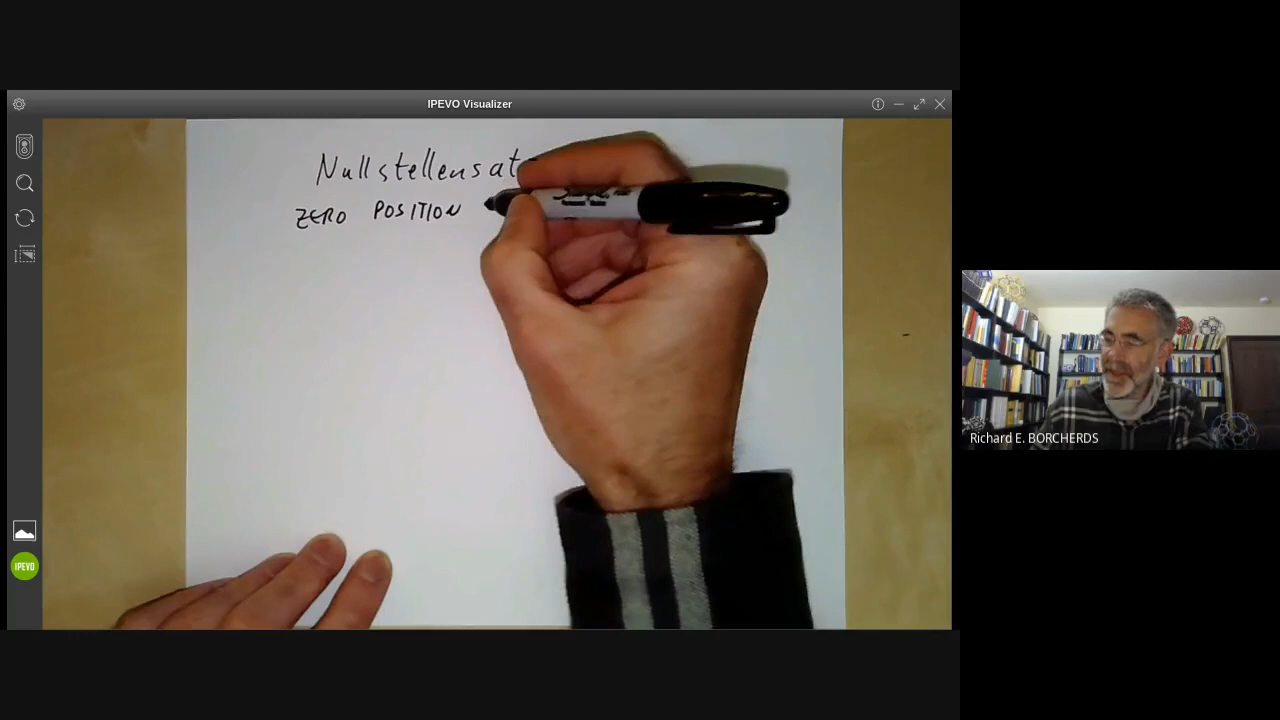 IPEVO Visualizer
Nullstellensat
ZERO POSITION
IPEVO
Richard E. BORCHERDS